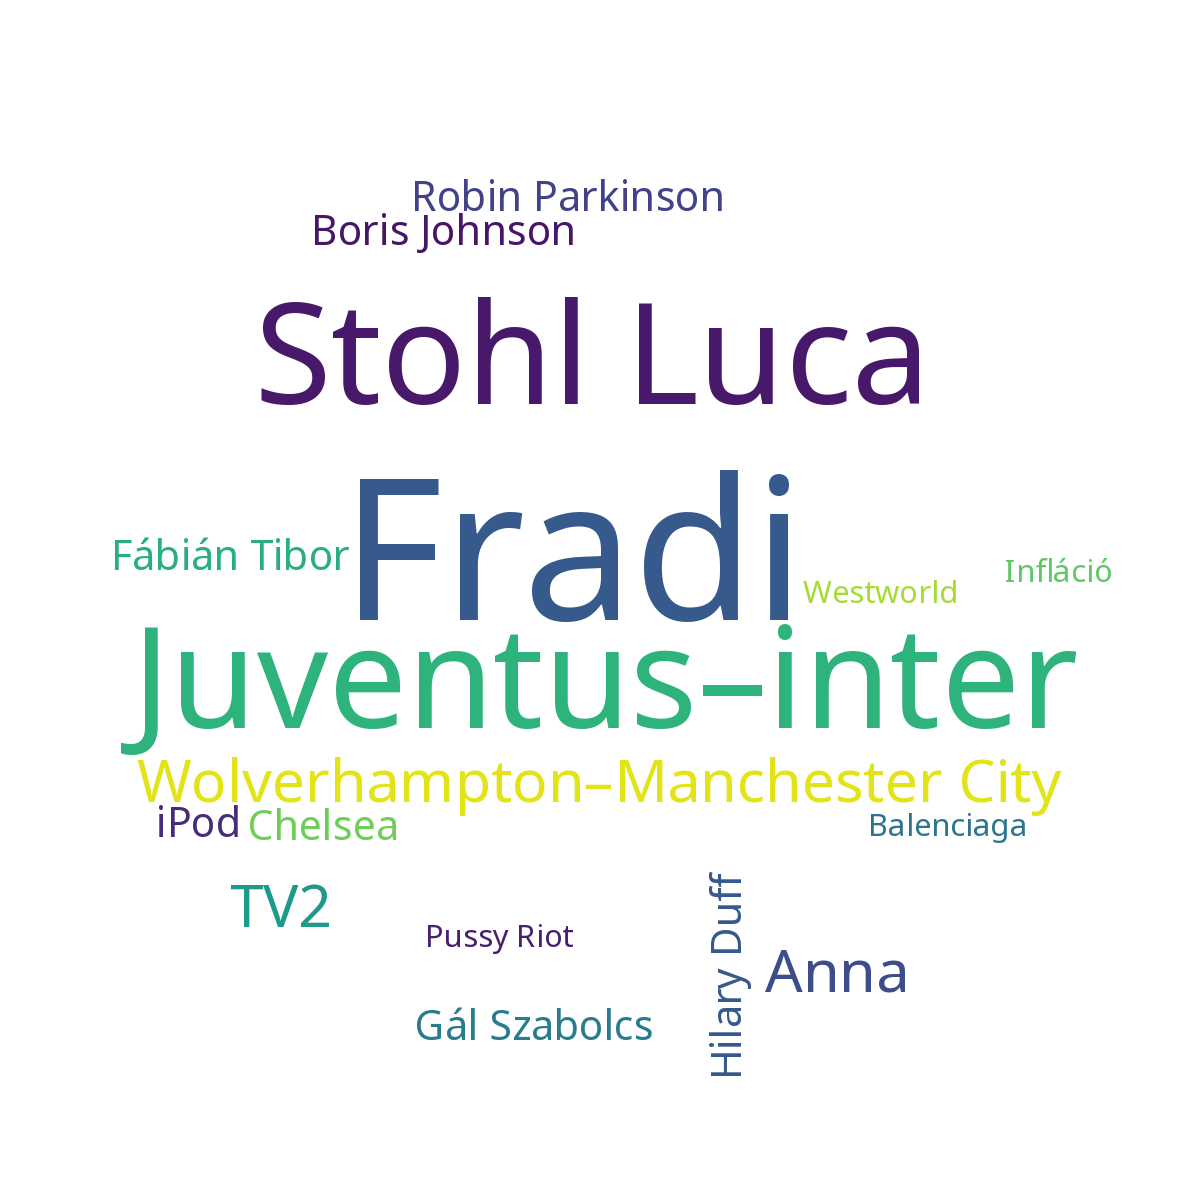 Robin Parkinson
Boris Johnson
Stohl Luca
Fradi
Fábián Tibor
Westworld
Infláció
Juventus–inter
Wolverhampton–Manchester City
iPod
Chelsea
Balenciaga
TV2
Pussy Riot
Hilary Duff
Anna
Gál Szabolcs